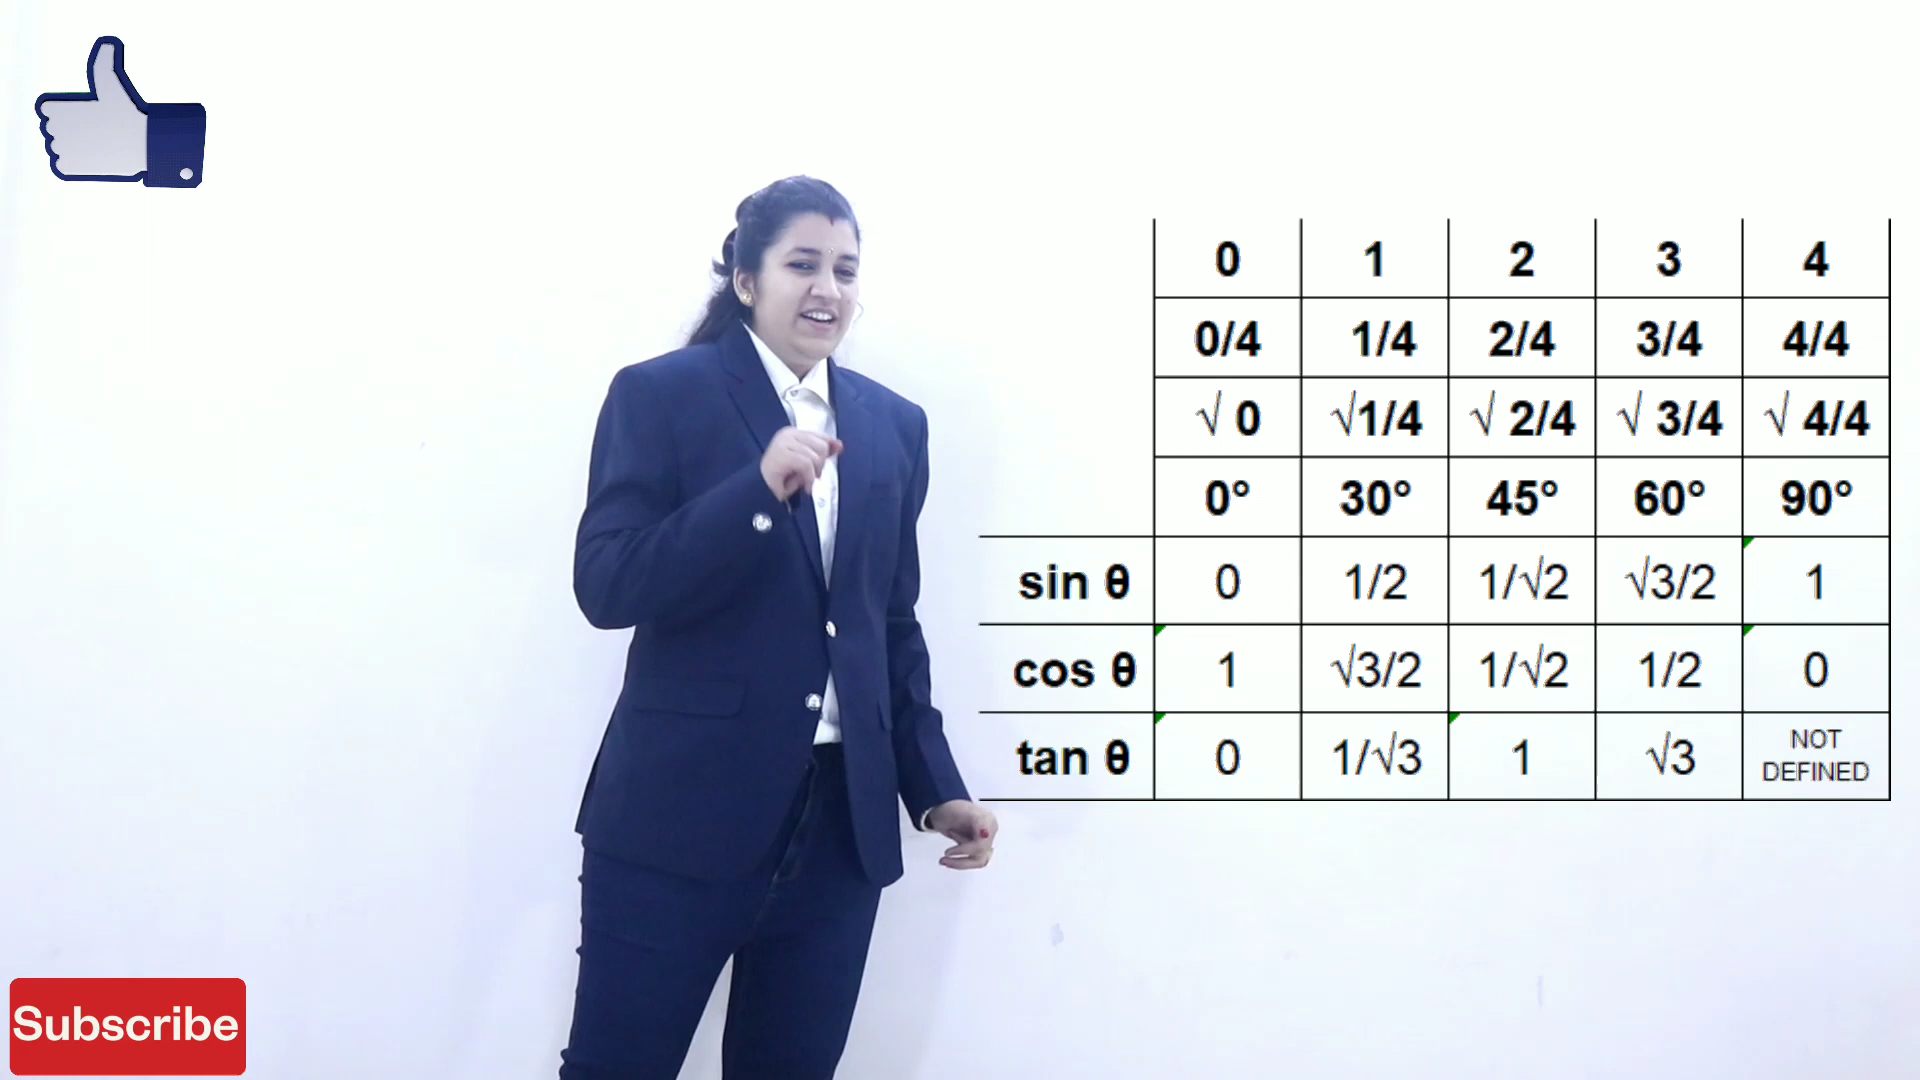 0 1 2 3 4
0/4 1/4 2/4 3/4 4/4
√ 0 √1/4 √ 2/4 √ 3/4 √ 4/4
0° 30° 45° 60° 90°
sin θ 0 1/2 1/√2 √3/2 1
cos θ 1 √3/2 1/√2 1/2 0
tan θ 0 1/√3 1 √3 NOT
DEFINED
Subscribe